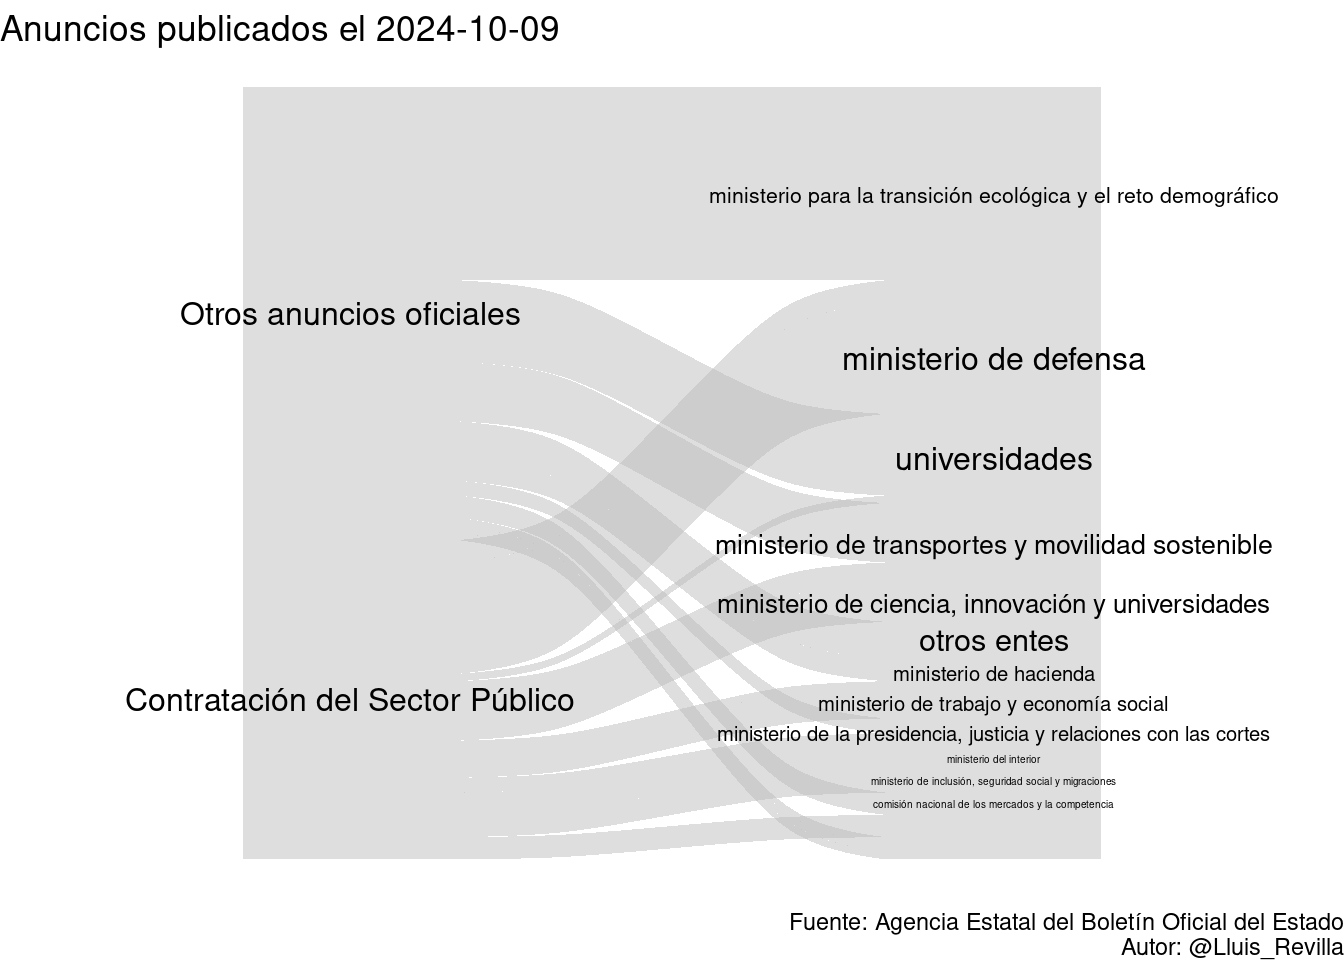 Anuncios publicados el 2024-10-09
ministerio para la transición ecológica y el reto demográfico
Otros anuncios oficiales
ministerio de defensa
universidades
ministerio de transportes y movilidad sostenible
ministerio de ciencia, innovación y universidades
otros entes
ministerio de hacienda
Contratación del Sector Público
ministerio de trabajo y economía social
ministerio de la presidencia, justicia y relaciones con las cortes
ministerio del interior
ministerio de inclusión, seguridad social y migraciones
comisión nacional de los mercados y la competencia
Fuente: Agencia Estatal del Boletín Oficial del Estado
Autor: @Lluis_Revilla